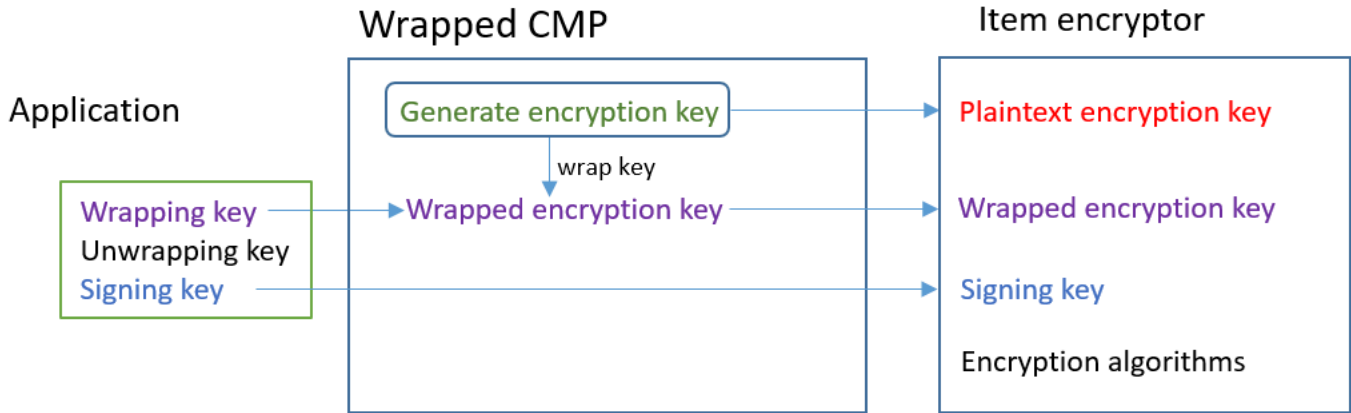 Wrapped CMP
Item encryptor
Application
Generate encryption key
Plaintext encryption key
wrap key
Wrapping key
Wrapped encryption key
Wrapped encryption key
Unwrapping key
Signing key
Signing key
Encryption algorithms